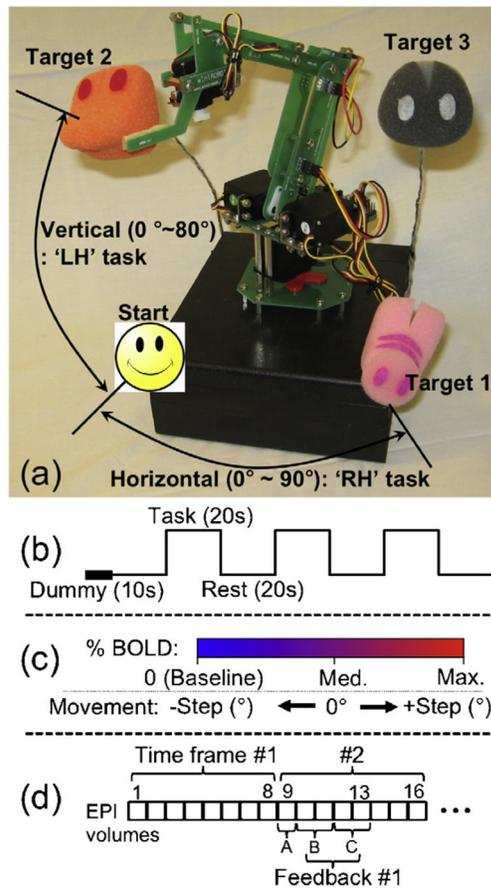 Target 2
Target 3
Vertical (0 °~80°)
: 'LH' task
Start
Target 1
(a)
Horizontal (0° ~ 90°): 'RH' task
(b)
Task (20s)
Dummy (10s)
Rest (20s)
(c)
% BOLD:
0 (Baseline)
Med.
Max.
Movement: -Step (°)
0°
+Step (°)
(d)
Time frame #1
#2
1
8
9
13
16
EPI
volumes
A
B
C
Feedback #1